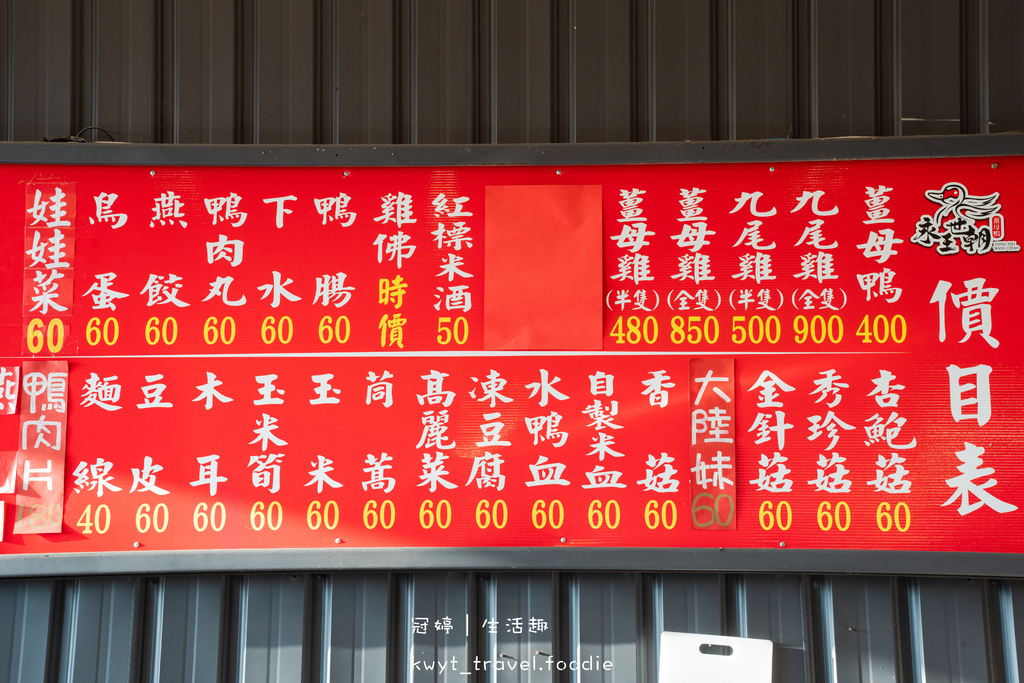 永世王朝
薑母鴨
價目表
薑母鴨 400
九尾雞(全隻) 900
九尾雞(半隻) 500
薑母雞(全隻) 850
薑母雞(半隻) 480
紅標米酒 50
雞佛 時價
鴨腸 60
下水 60
鴨肉丸 60
燕餃 60
鳥蛋 60
娃娃菜 60
杏鮑菇 60
秀珍菇 60
金針菇 60
大陸妹 60
香菇 60
自製米血 60
水鴨血 60
凍豆腐 60
高麗菜 60
茼蒿 60
玉米 60
玉米筍 60
木耳 60
豆皮 60
麵線 40
鴨肉
冠婷|生活趣
kwyt_travel.foodie